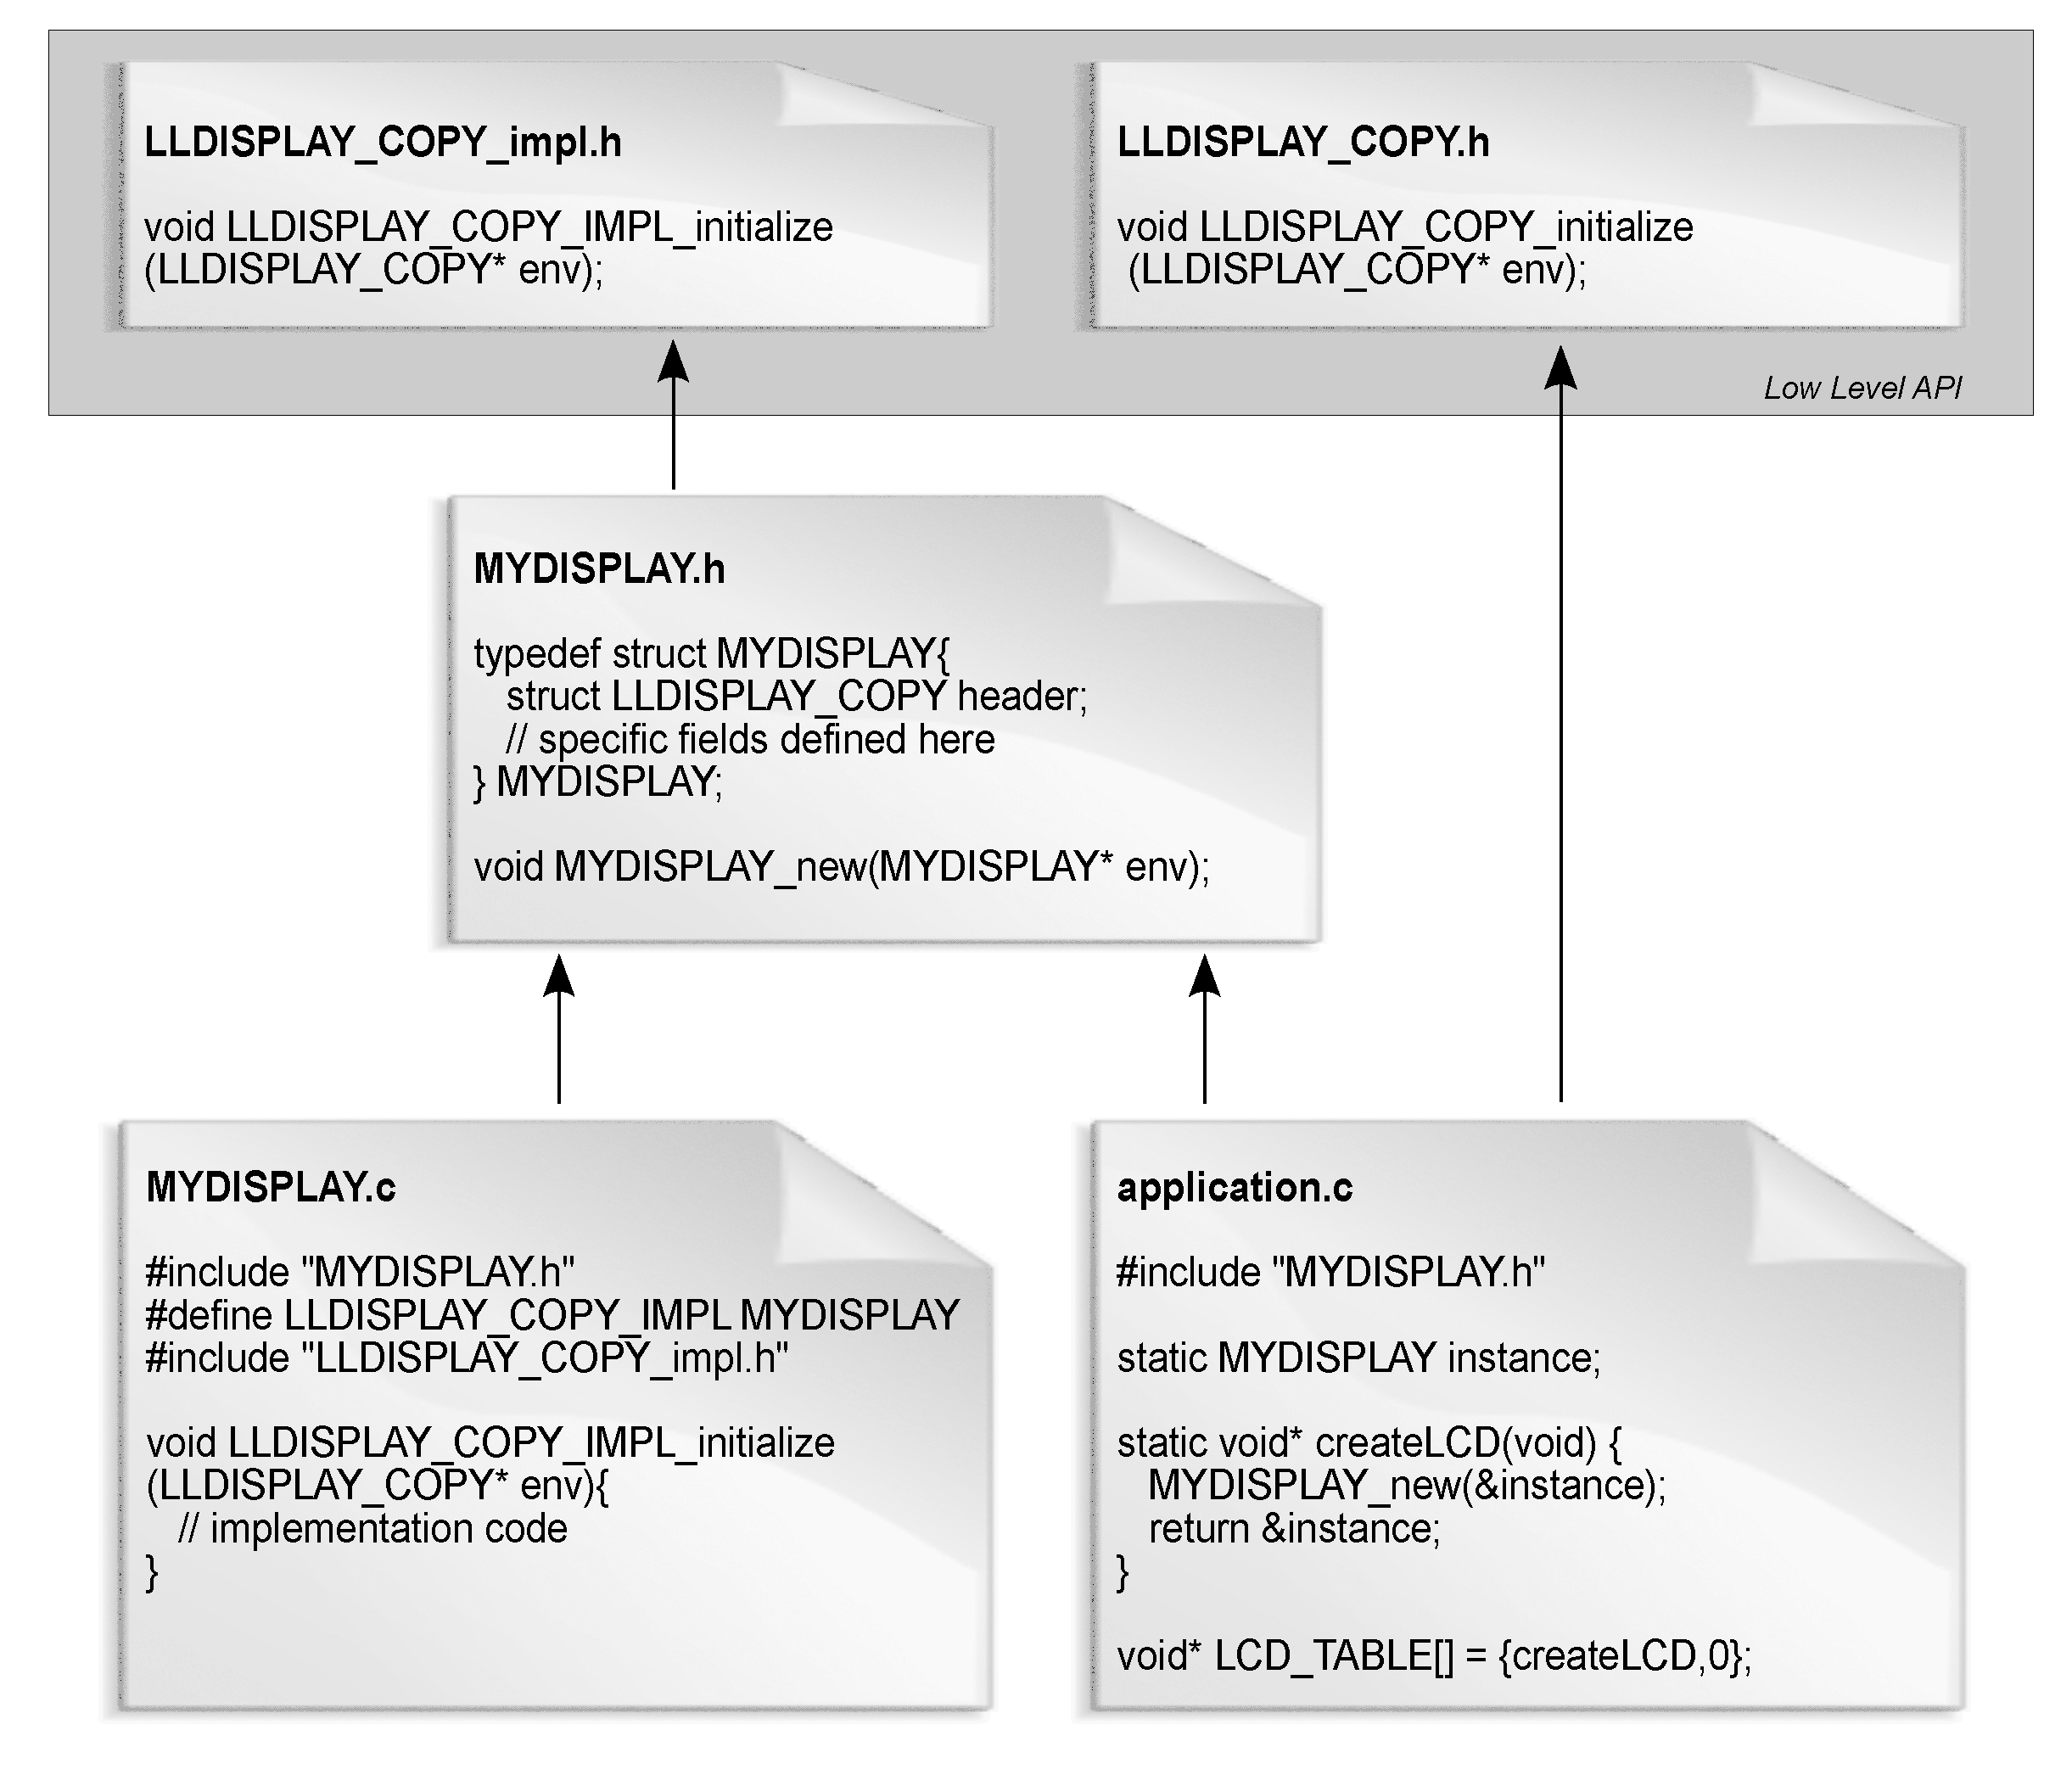 LLDISPLAY_COPY_impl.h
void LLDISPLAY_COPY_IMPL_initialize
(LLDISPLAY_COPY* env);
LLDISPLAY_COPY.h
void LLDISPLAY_COPY_initialize
(LLDISPLAY_COPY* env);
Low Level API
MYDISPLAY.h
typedef struct MYDISPLAY{
struct LLDISPLAY_COPY header;
// specific fields defined here
} MYDISPLAY;
void MYDISPLAY_new(MYDISPLAY* env);
MYDISPLAY.c
#include "MYDISPLAY.h"
#define LLDISPLAY_COPY_IMPL MYDISPLAY
#include "LLDISPLAY_COPY_impl.h"
void LLDISPLAY_COPY_IMPL_initialize
(LLDISPLAY_COPY* env){
// implementation code
}
application.c
#include "MYDISPLAY.h"
static MYDISPLAY instance;
static void* createLCD(void) {
MYDISPLAY_new(&instance);
return &instance;
}
void* LCD_TABLE[] = {createLCD,0};